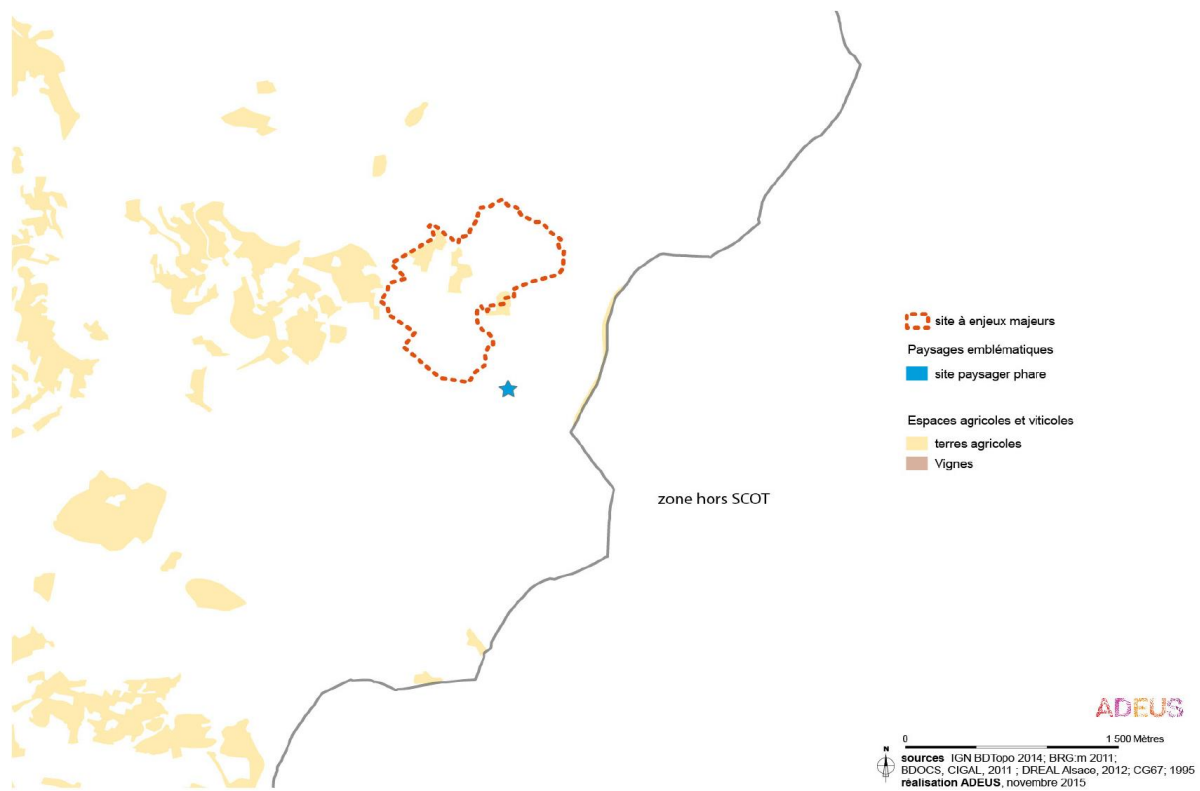 site à enjeux majeurs
Paysages emblématiques
site paysager phare
Espaces agricoles et viticoles
terres agricoles
Vignes
zone hors SCOT
ADEUS
0 1 500 Mètres
N
sources IGN BDTopo 2014; BRG:m 2011;
BDOCS, CIGAL, 2011 ; DREAL Alsace, 2012; CG67; 1995
réalisation ADEUS, novembre 2015